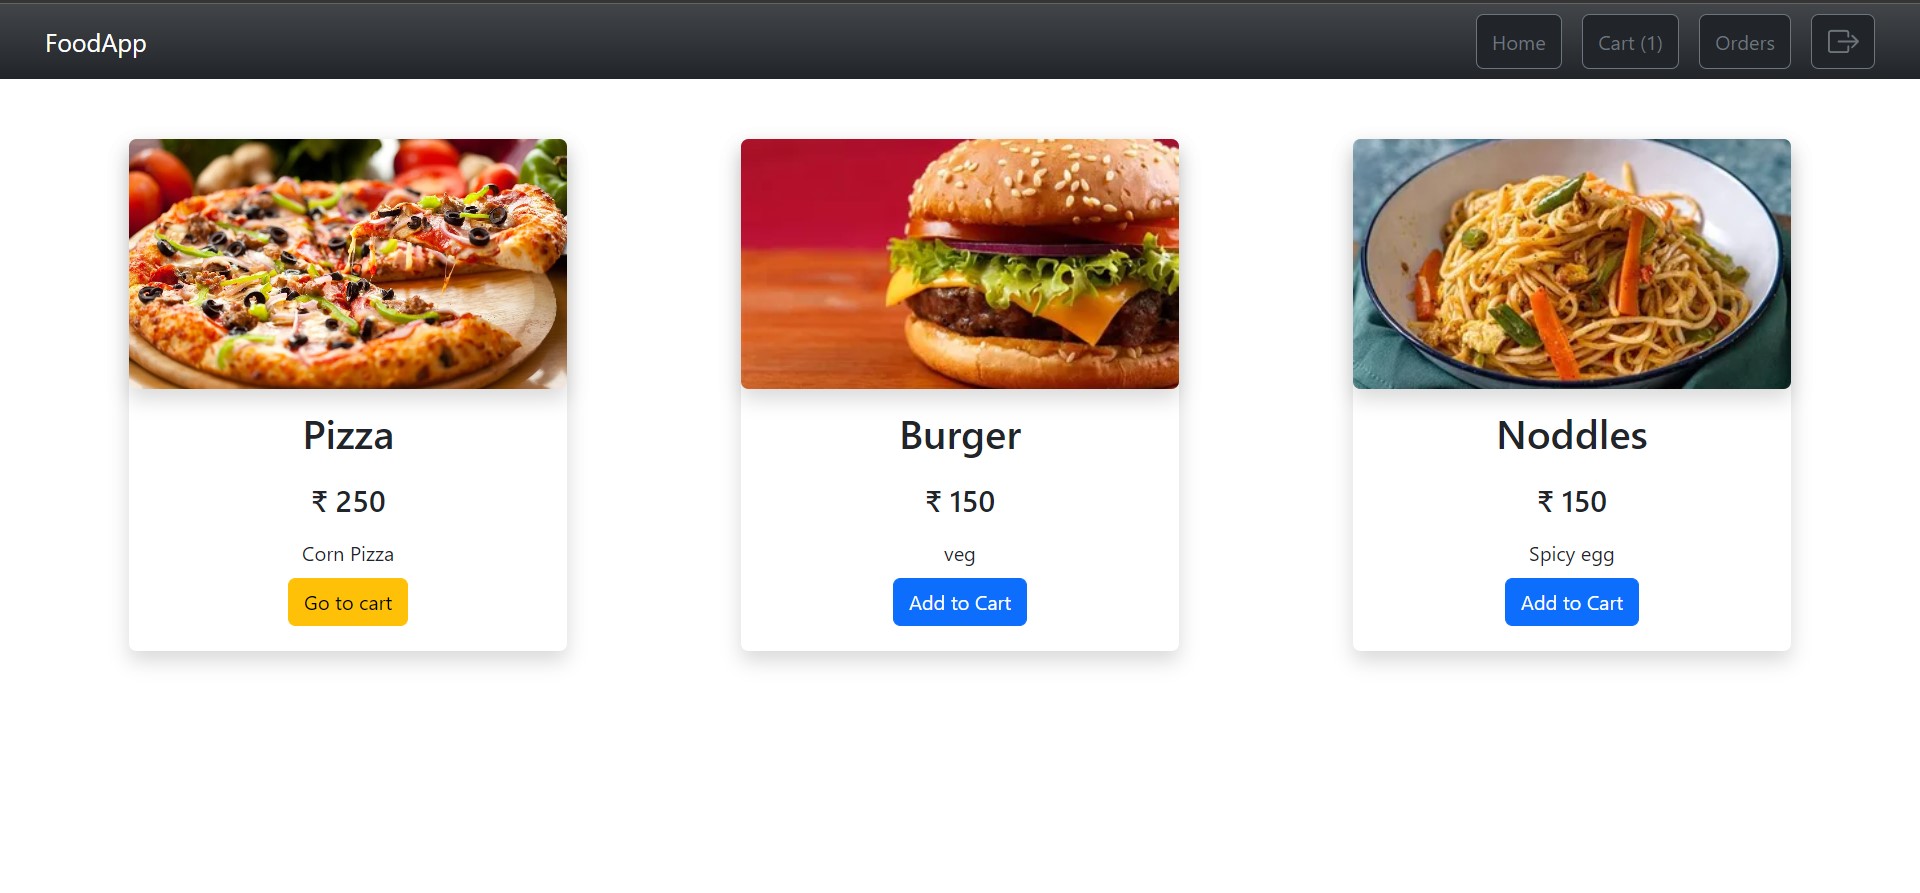 FoodApp
Home
Cart (1)
Orders
Pizza
₹ 250
Corn Pizza
Go to cart
Burger
₹ 150
veg
Add to Cart
Noddles
₹ 150
Spicy egg
Add to Cart